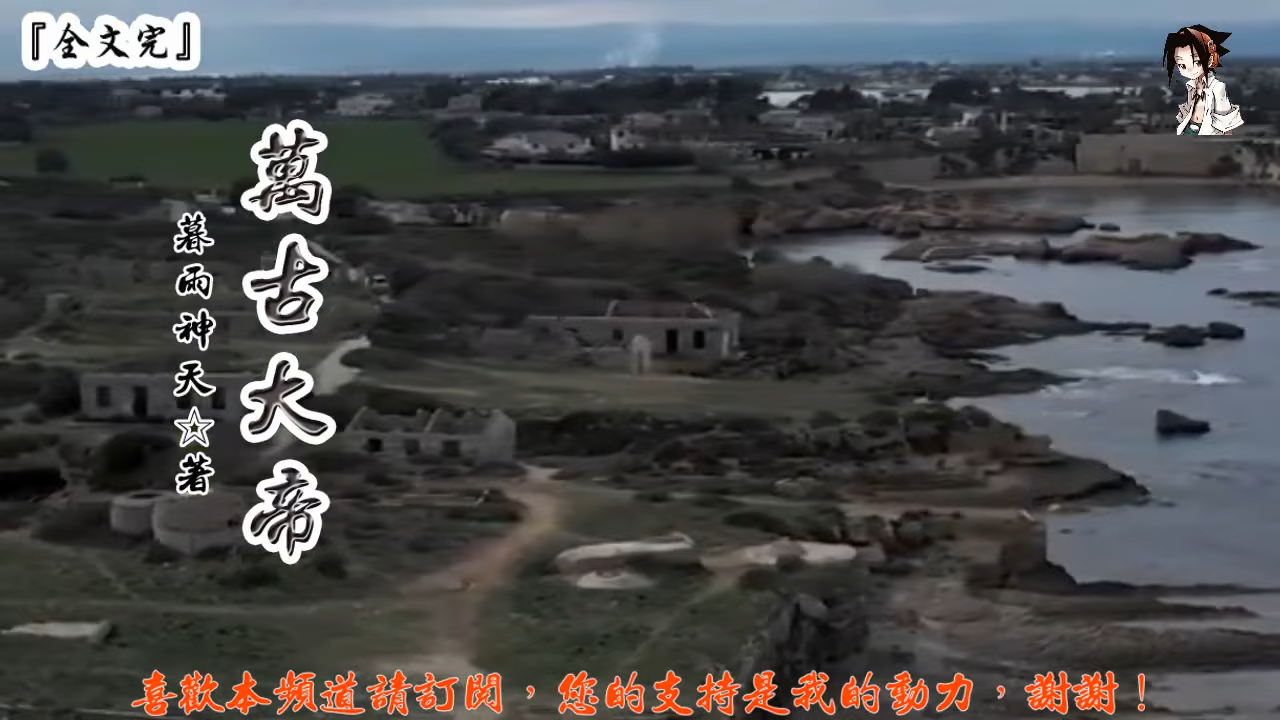 『全文完』
萬古大帝
暮雨神天☆著
喜歡本頻道請訂閱，您的支持是我的動力，謝謝！